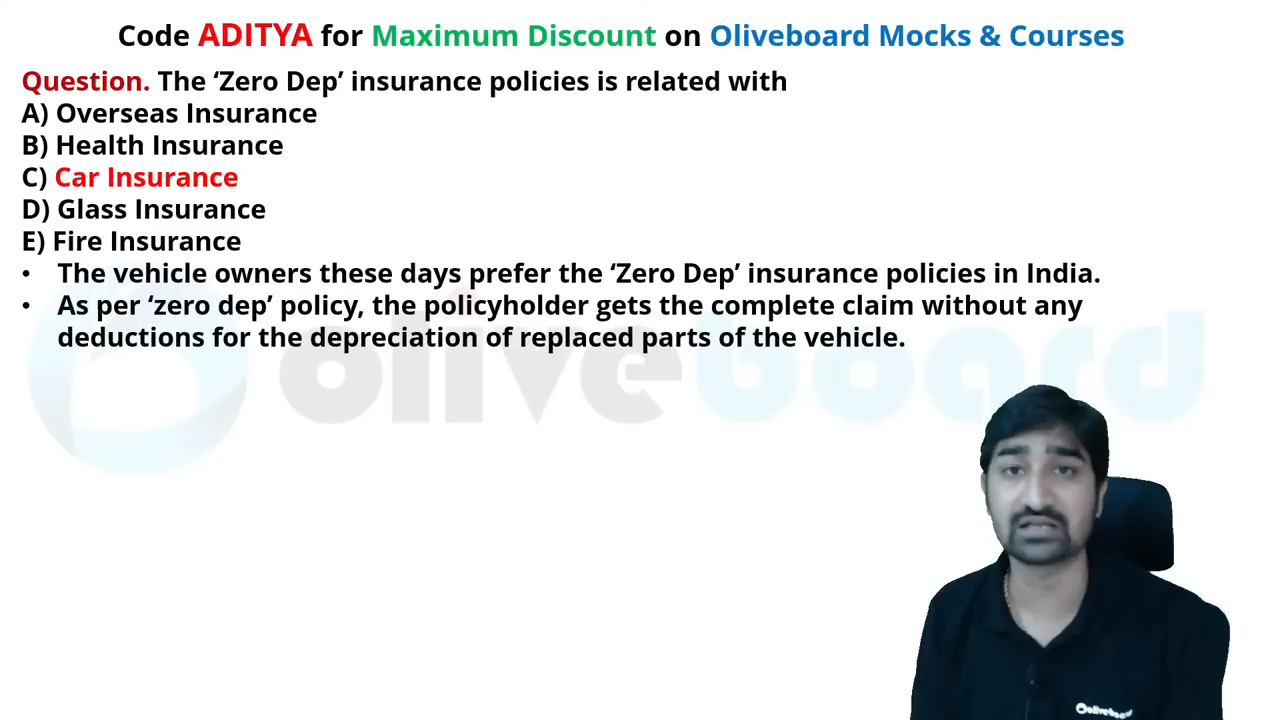 Code ADITYA for Maximum Discount on Oliveboard Mocks & Courses
Question. The ‘Zero Dep’ insurance policies is related with
A) Overseas Insurance
B) Health Insurance
C) Car Insurance
D) Glass Insurance
E) Fire Insurance
• The vehicle owners these days prefer the ‘Zero Dep’ insurance policies in India.
• As per ‘zero dep’ policy, the policyholder gets the complete claim without any
deductions for the depreciation of replaced parts of the vehicle.
oliveboard
oliveboard